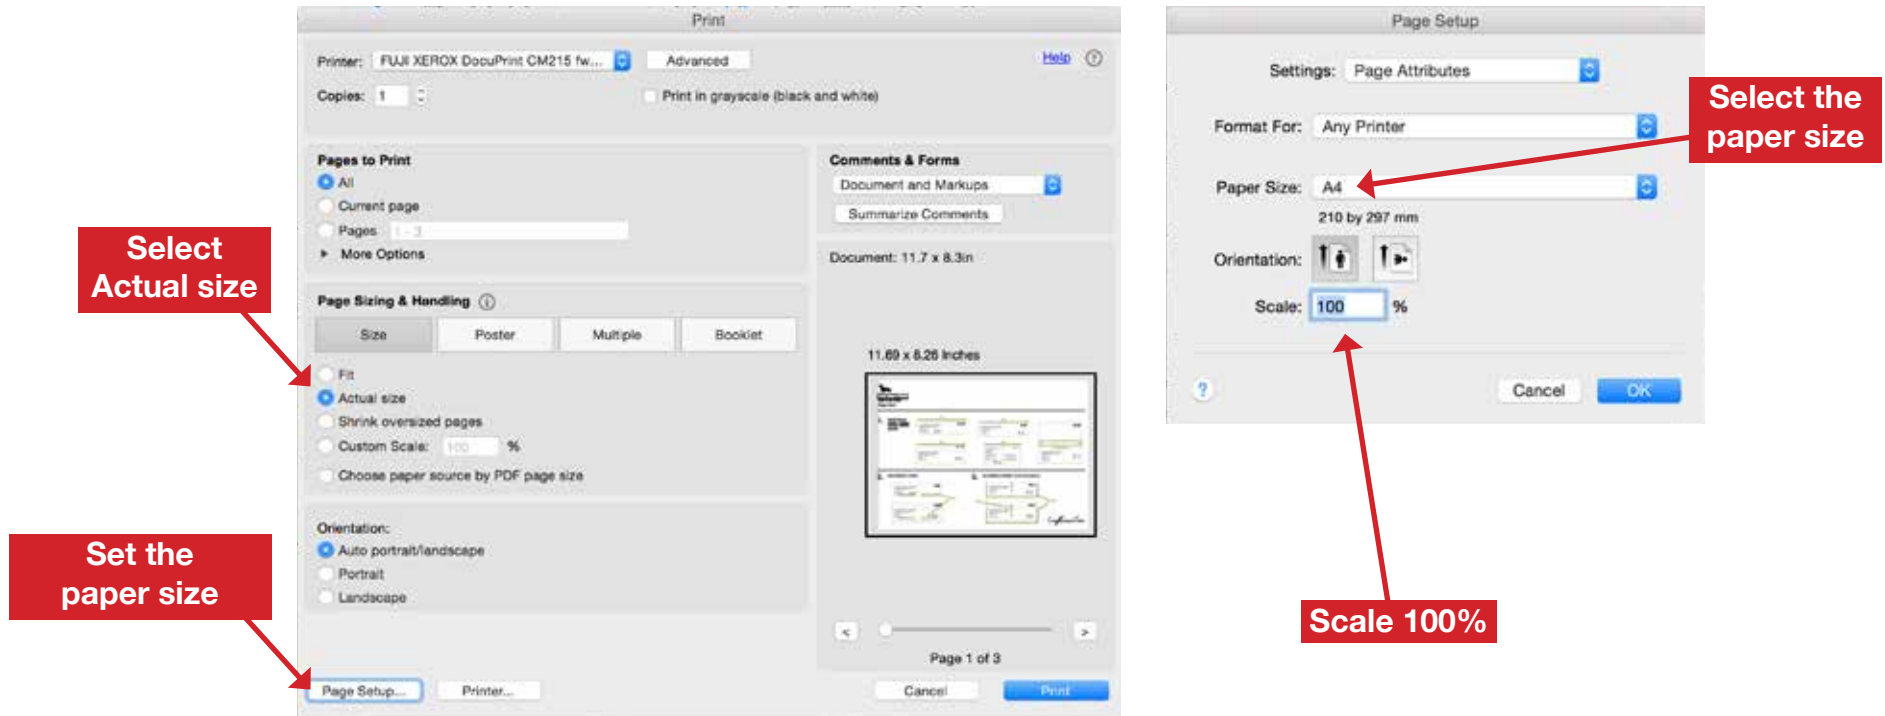 Print
Printer: FUJI XEROX DocuPrint CM215 fw...
Advanced
Help ?
Copies: 1
Print in grayscale (black and white)
Pages to Print
All
Current page
Pages 1 - 3
More Options
Comments & Forms
Document and Markups
Summarize Comments
Select
Actual size
Document: 11.7 x 8.3in
Page Sizing & Handling
Size
Poster
Multiple
Booklet
Fit
Actual size
Shrink oversized pages
Custom Scale: 100 %
Choose paper source by PDF page size
11.69 x 8.26 Inches
Orientation:
Auto portrait/landscape
Portrait
Landscape
Set the
paper size
< >
Page 1 of 3
Page Setup...
Printer...
Cancel
Print
Page Setup
Settings: Page Attributes
Format For: Any Printer
Select the
paper size
Paper Size: A4
210 by 297 mm
Orientation:
Scale: 100 %
?
Cancel
OK
Scale 100%